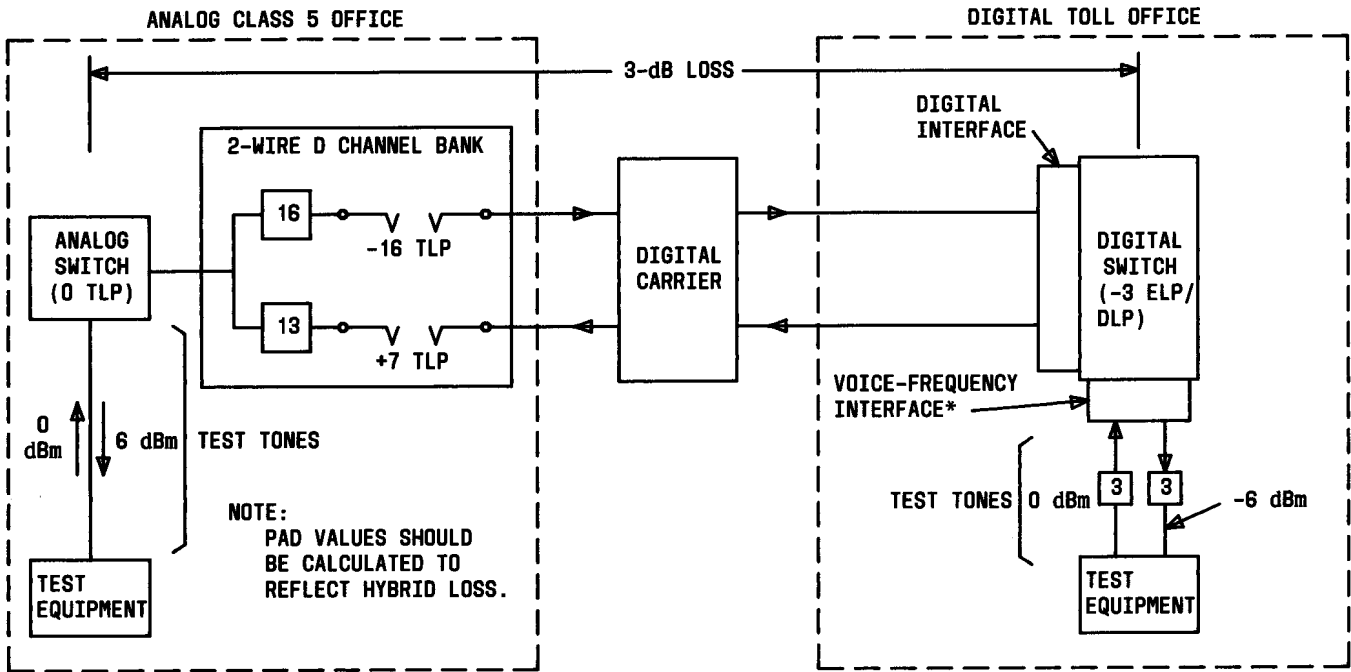 ANALOG CLASS 5 OFFICE
DIGITAL TOLL OFFICE
3-dB LOSS
2-WIRE D CHANNEL BANK
16
-16 TLP
13
+7 TLP
ANALOG
SWITCH
(0 TLP)
0
dBm
6 dBm
TEST TONES
NOTE:
PAD VALUES SHOULD
BE CALCULATED TO
REFLECT HYBRID LOSS.
TEST
EQUIPMENT
DIGITAL
CARRIER
DIGITAL
INTERFACE
DIGITAL
SWITCH
(-3 ELP/
DLP)
VOICE-FREQUENCY
INTERFACE*
TEST TONES
0 dBm
3
3
-6 dBm
TEST
EQUIPMENT